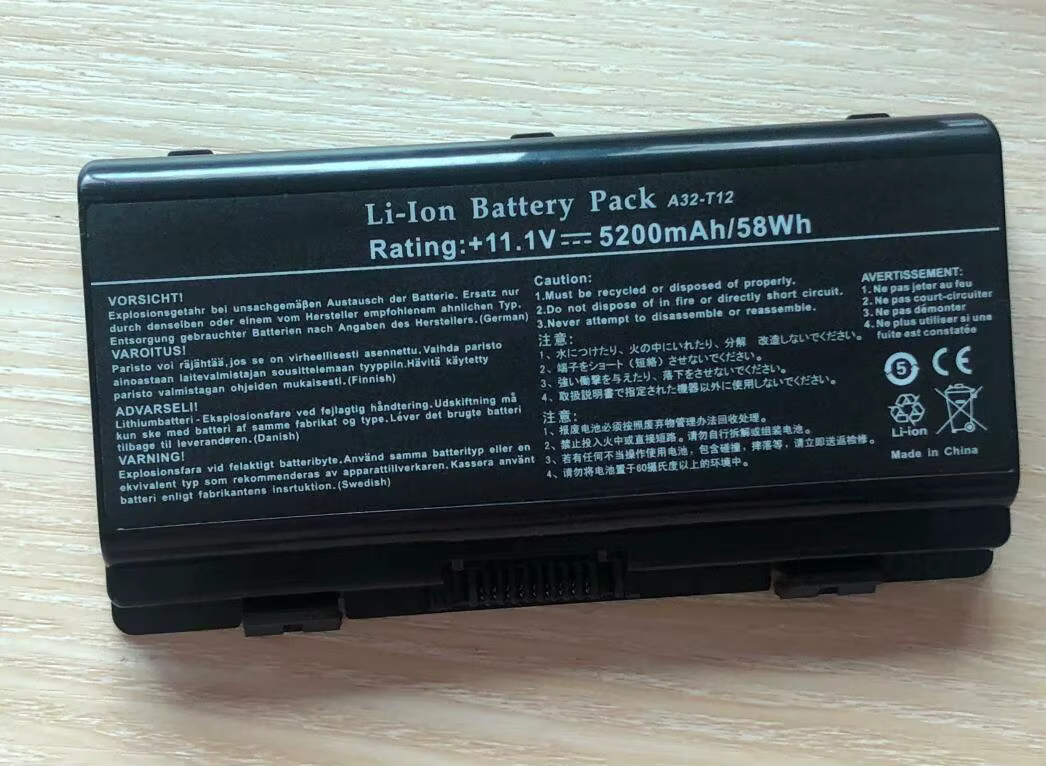 Li-Ion Battery Pack A32-T12
Rating:+11.1V 5200mAh/58Wh
VORSICHT!
Explosionsgetahr bei unsachgemäßen Austausch der Batterie. Ersatz nur
durch denselben oder einem vom Hersteller empfohlenem ähnlichen Typ.
Entsorgung gebrauchter Batterien nach Angaben des Herstellers.(German)
VAROITUS!
Paristo voi räjähtää,jos se on virheellisesti asennettu.Vaihda paristo
ainoastaan laitevalmistajan sousittelemaan tyyppiin.Hävitä käytetty
paristo valmistagan ohjeiden mukaisesti.(Finnish)
ADVARSELI!
Lithiumbatteri-Eksplosionsfare ved fejlagtig håndtering.Udskiftning må
kun ske med batteri af samme fabrikat og type.Léver det brugte batteri
tilbage til leverandøren.(Danish)
VARNING!
Explosionsfara vid felaktigt batteribyte.Använd samma batterityp eller en
ekvivalent typ som rekommenderas av apparattillverkaren.Kassera använt
batteri enligt fabrikantens insrtuktion.(Swedish)
Caution:
1.Must be recycled or disposed of properly.
2.Do not dispose of in fire or directly short circuit.
3.Never attempt to disassemble or reassemble.
注意:
1、水につけたり、火の中にいれたり、分解 改造しないでください。
2、端子をショート（短絡）させないでください。
3、強い衝撃を与えたり、落下をさせないでください。
4、取扱説明書で指定された機器以外に使用しないでください。
注意:
1、报废电池必须按照废弃物管理办法回收处理。
2、禁止投入火中或直接短路。请勿自行拆解或组装电池。
3、若有任何不当操作使用电池，包含碰撞，摔落等，请立即送返检修。
4、请勿将电池置于60摄氏度以上的环境中。
AVERTISSEMENT:
1. Ne pas jeter au feu
2. Ne pas court-circuiter
3. Ne pas démonter
4. Ne plus utiliser si une
fuite est constatée
5 CE
Li-ion
Made in China